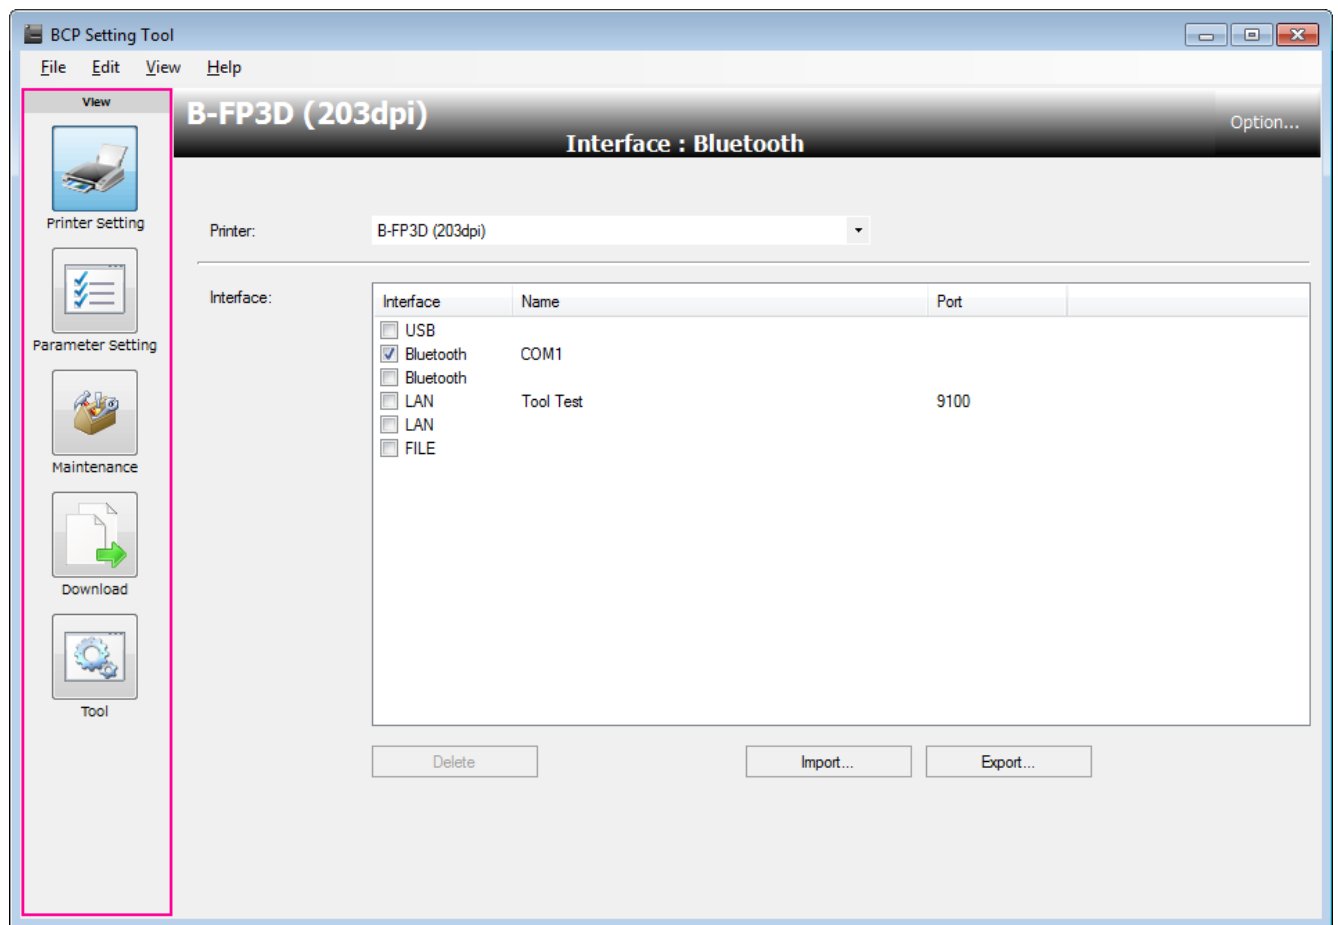 BCP Setting Tool
File Edit View Help
View
B-FP3D (203dpi)
Option...
Interface : Bluetooth
Printer Setting
Parameter Setting
Maintenance
Download
Tool
Printer: B-FP3D (203dpi)
Interface:
Interface Name Port
USB
Bluetooth COM1
Bluetooth
LAN Tool Test 9100
LAN
FILE
Delete Import... Export...